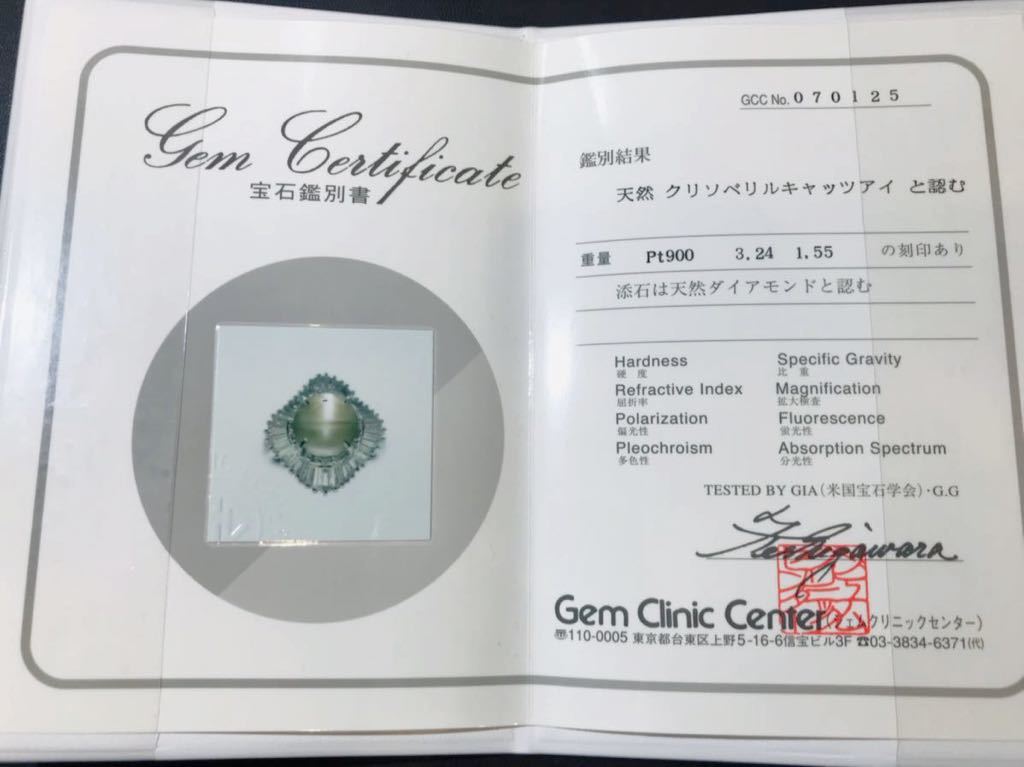 Gem Certificate
宝石鑑別書
GCC No. 070125
鑑別結果
天然 クリソベリルキャッツアイ と認む
重量 Pt900 3.24 1.55 の刻印あり
添石は天然ダイアモンドと認む
Hardness Specific Gravity
硬度 比重
Refractive Index Magnification
屈折率 拡大検査
Polarization Fluorescence
偏光性 蛍光性
Pleochroism Absorption Spectrum
多色性 分光性
TESTED BY GIA(米国宝石学会)・G.G
Gem Clinic Center (ジェムクリニックセンター)
〠110-0005 東京都台東区上野5-16-6信宝ビル3F ☎03-3834-6371(代)